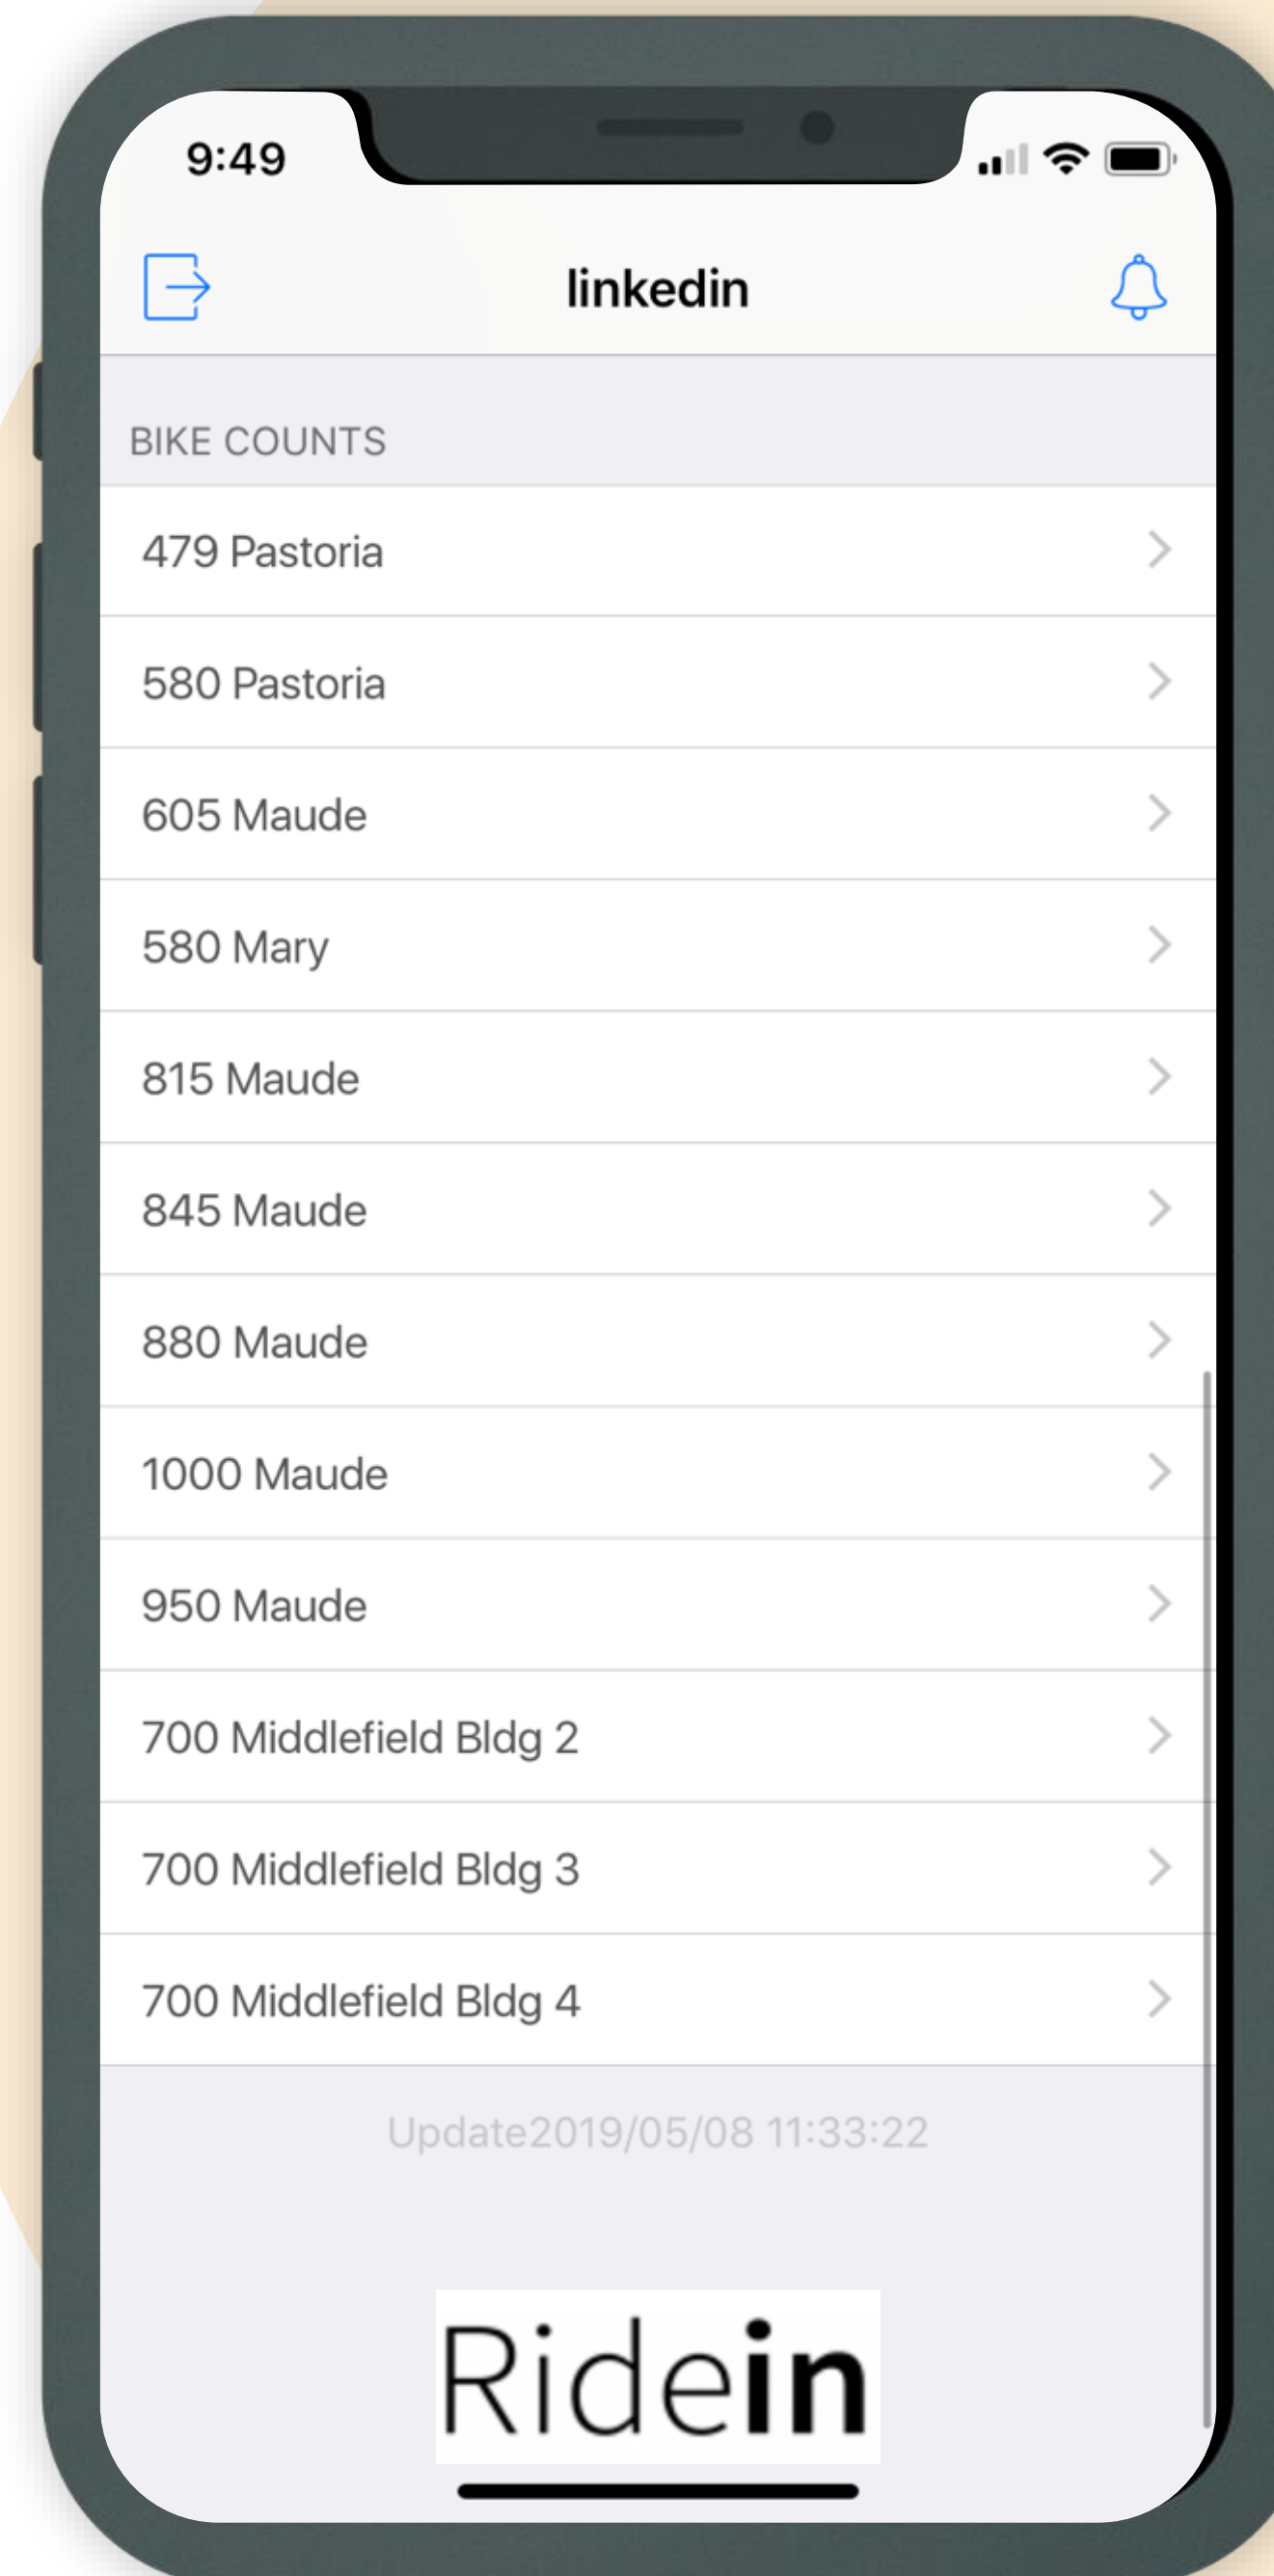 9:49
linkedin
BIKE COUNTS
479 Pastoria
580 Pastoria
605 Maude
580 Mary
815 Maude
845 Maude
880 Maude
1000 Maude
950 Maude
700 Middlefield Bldg 2
700 Middlefield Bldg 3
700 Middlefield Bldg 4
Update2019/05/08 11:33:22
Ridein